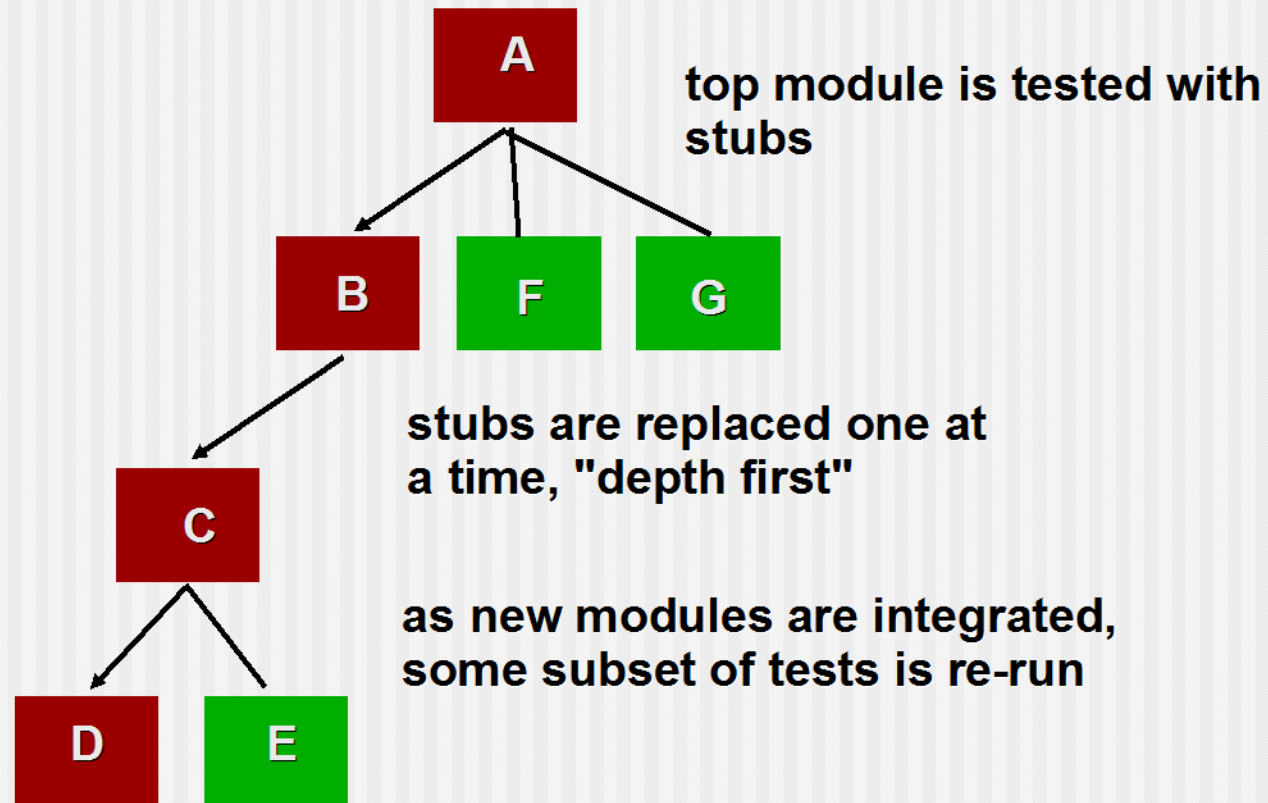 A
top module is tested with
stubs
B
F
G
stubs are replaced one at
a time, "depth first"
C
as new modules are integrated,
some subset of tests is re-run
D
E